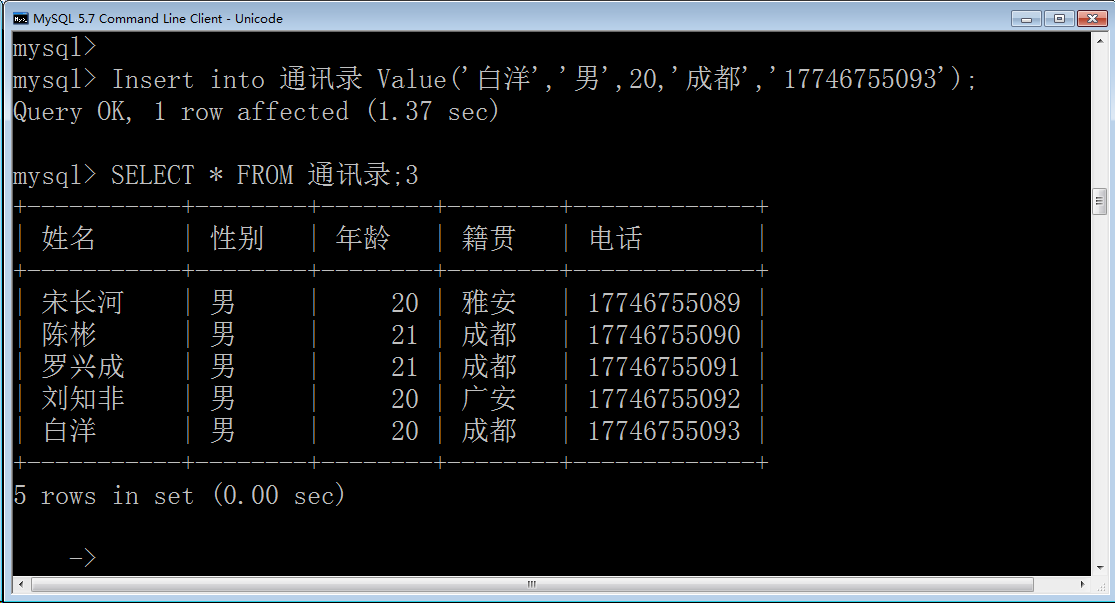 MySQL 5.7 Command Line Client - Unicode
mysql>
mysql> Insert into 通讯录 Value('白洋','男',20,'成都','17746755093');
Query OK, 1 row affected (1.37 sec)
mysql> SELECT * FROM 通讯录;3
+-----------+--------+--------+--------+-------------+
| 姓名 | 性别 | 年龄 | 籍贯 | 电话 |
+-----------+--------+--------+--------+-------------+
| 宋长河 | 男 | 20 | 雅安 | 17746755089 |
| 陈彬 | 男 | 21 | 成都 | 17746755090 |
| 罗兴成 | 男 | 21 | 成都 | 17746755091 |
| 刘知非 | 男 | 20 | 广安 | 17746755092 |
| 白洋 | 男 | 20 | 成都 | 17746755093 |
+-----------+--------+--------+--------+-------------+
5 rows in set (0.00 sec)
->